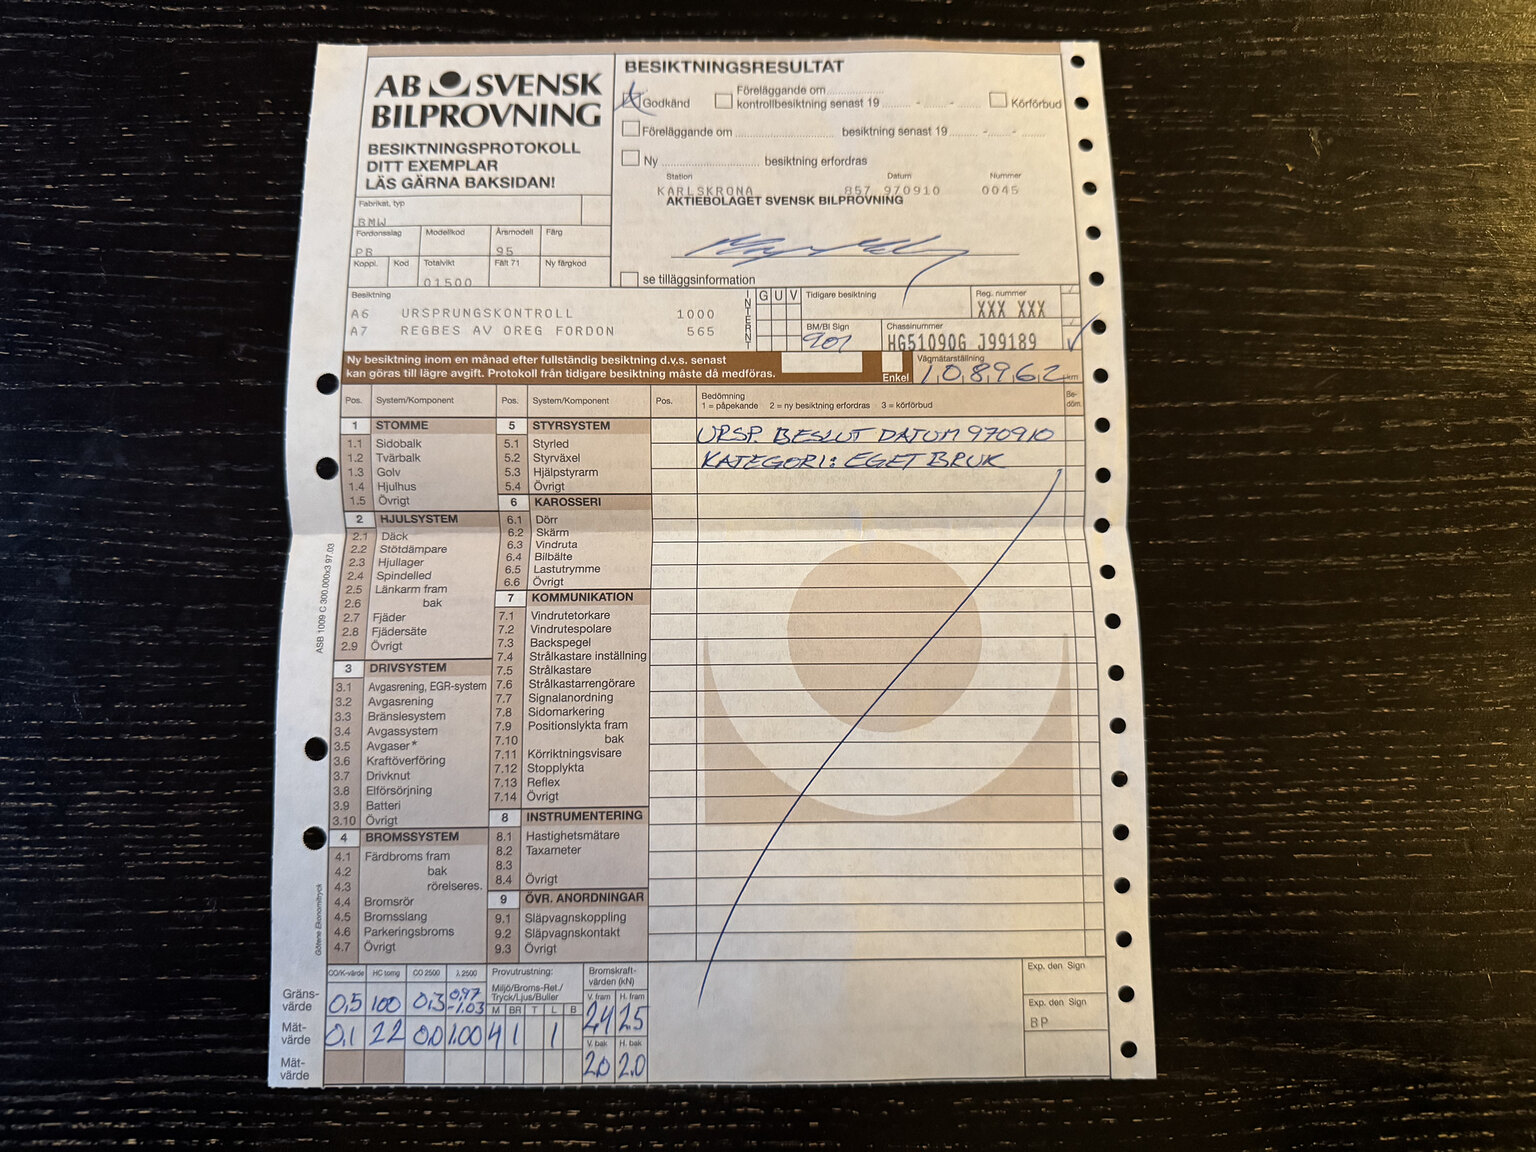 AB SVENSK
BILPROVNING
BESIKTNINGSPROTOKOLL
DITT EXEMPLAR
LÄS GÄRNA BAKSIDAN!
BESIKTNINGSRESULTAT
Godkänd
Föreläggande om
kontrollbesiktning senast 19 - -
Körförbud
Föreläggande om besiktning senast 19 - -
Ny besiktning erfordras
Station Datum Nummer
KARLSKRONA 857 970910 0045
AKTIEBOLAGET SVENSK BILPROVNING
se tilläggsinformation
Fabrikat, typ
BMW
Fordonsslag Modellkod Årsmodell Färg
PB 95
Koppl. Kod Totalvikt Fält 71 Ny färgkod
01500
Besiktning
A6 URSPRUNGSKONTROLL 1000
A7 REGBES AV OREG FORDON 565
INTERNT
G U V
Tidigare besiktning
Reg. nummer
XXX XXX
BM/BI Sign
901
Chassinummer
HG51090G J99189
Ny besiktning inom en månad efter fullständig besiktning d.v.s. senast
kan göras till lägre avgift. Protokoll från tidigare besiktning måste då medföras.
Enkel
Vägmätarställning
108962 km
Pos. System/Komponent Pos. System/Komponent Pos.
Bedömning
1 = påpekande 2 = ny besiktning erfordras 3 = körförbud
Be-
döm.
URSP. BESLUT DATUM 970910
KATEGORI: EGET BRUK
1 STOMME
1.1 Sidobalk
1.2 Tvärbalk
1.3 Golv
1.4 Hjulhus
1.5 Övrigt
2 HJULSYSTEM
2.1 Däck
2.2 Stötdämpare
2.3 Hjullager
2.4 Spindelled
2.5 Länkarm fram
2.6 bak
2.7 Fjäder
2.8 Fjädersäte
2.9 Övrigt
3 DRIVSYSTEM
3.1 Avgasrening, EGR-system
3.2 Avgasrening
3.3 Bränslesystem
3.4 Avgassystem
3.5 Avgaser*
3.6 Kraftöverföring
3.7 Drivknut
3.8 Elförsörjning
3.9 Batteri
3.10 Övrigt
4 BROMSSYSTEM
4.1 Färdbroms fram
4.2 bak
4.3 rörelseres.
4.4 Bromsrör
4.5 Bromsslang
4.6 Parkeringsbroms
4.7 Övrigt
5 STYRSYSTEM
5.1 Styrled
5.2 Styrväxel
5.3 Hjälpstyrarm
5.4 Övrigt
6 KAROSSERI
6.1 Dörr
6.2 Skärm
6.3 Vindruta
6.4 Bilbälte
6.5 Lastutrymme
6.6 Övrigt
7 KOMMUNIKATION
7.1 Vindrutetorkare
7.2 Vindrutespolare
7.3 Backspegel
7.4 Strålkastare inställning
7.5 Strålkastare
7.6 Strålkastarrengörare
7.7 Signalanordning
7.8 Sidomarkering
7.9 Positionslykta fram
7.10 bak
7.11 Körriktningsvisare
7.12 Stopplykta
7.13 Reflex
7.14 Övrigt
8 INSTRUMENTERING
8.1 Hastighetsmätare
8.2 Taxameter
8.3
8.4 Övrigt
9 ÖVR. ANORDNINGAR
9.1 Släpvagnskoppling
9.2 Släpvagnskontakt
9.3 Övrigt
ASB 1009 C 300.000x3 97.03
Götene Ekonomitryck
CO/K-värde HC tomg CO 2500 λ 2500
Provutrustning:
Miljö/Broms-Ret./
Tryck/Ljus/Buller
M BR T L B
Bromskraft-
värden (kN)
V. fram H. fram
Gräns-
värde 0,5 100 0,3 0,97
-1.03
2,4 2,5
Mät-
värde 0,1 22 0,0 1.00 4 1 1
V. bak H. bak
Mät-
värde
2.0 2.0
Exp. den Sign
Exp. den Sign
BP